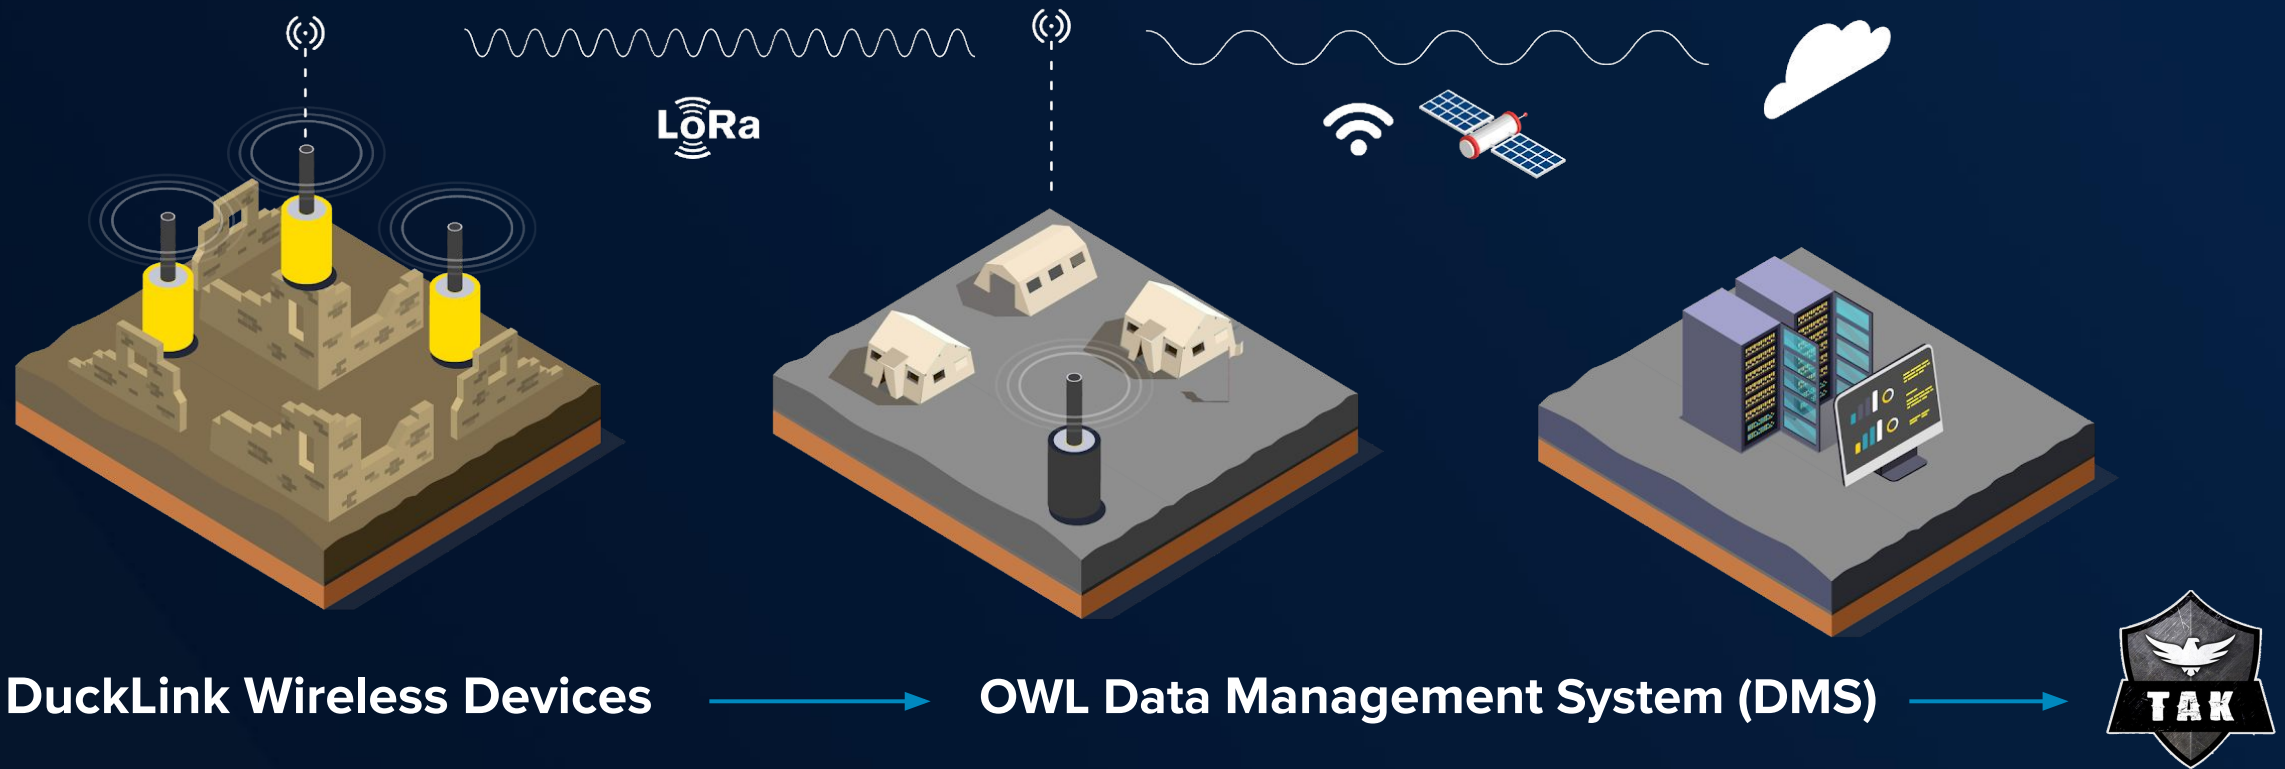 LoRa
DuckLink Wireless Devices
OWL Data Management System (DMS)
TAK